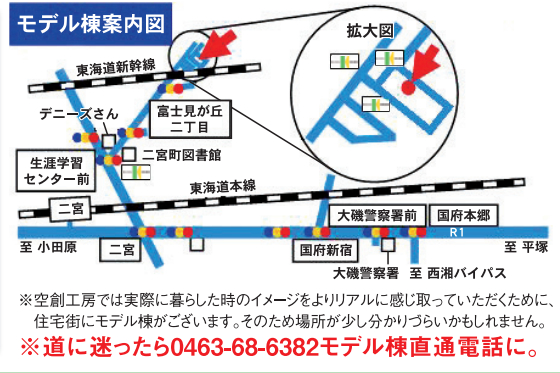 モデル棟案内図
拡大図
東海道新幹線
デニーズさん
富士見が丘
二丁目
生涯学習
センター前
二宮町図書館
東海道本線
二宮
大磯警察署前
国府本郷
至 小田原
二宮
国府新宿
R1
至 平塚
大磯警察署
至 西湘バイパス
※空創工房では実際に暮らした時のイメージをよりリアルに感じ取っていただくために、
住宅街にモデル棟がございます。そのため場所が少し分かりづらいかもしれません。
※道に迷ったら0463-68-6382モデル棟直通電話に。